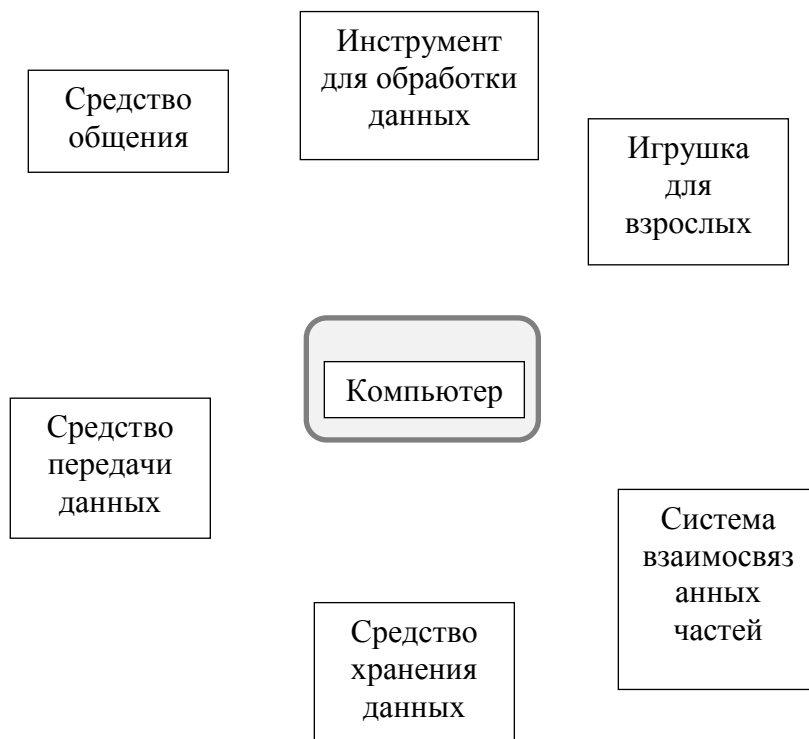 Инструмент
для обработки
данных
Средство
общения
Игрушка
для
взрослых
Компьютер
Средство
передачи
данных
Система
взаимосвяз
анных
частей
Средство
хранения
данных